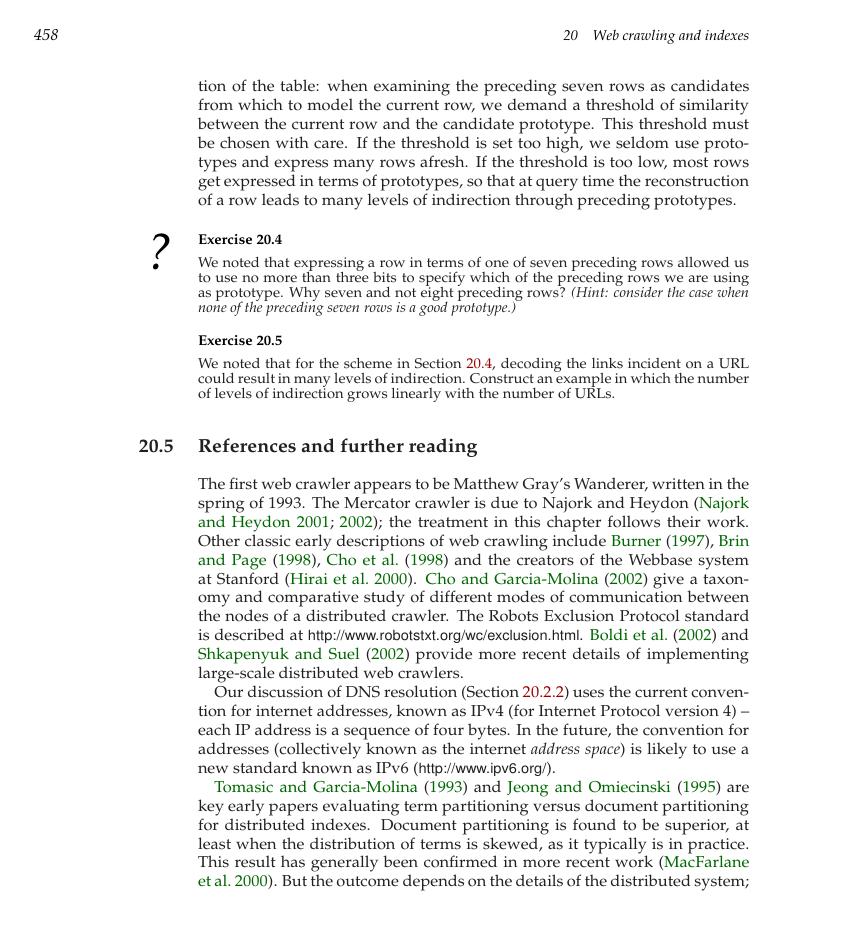 458
20 Web crawling and indexes
tion of the table: when examining the preceding seven rows as candidates
from which to model the current row, we demand a threshold of similarity
between the current row and the candidate prototype. This threshold must
be chosen with care. If the threshold is set too high, we seldom use proto-
types and express many rows afresh. If the threshold is too low, most rows
get expressed in terms of prototypes, so that at query time the reconstruction
of a row leads to many levels of indirection through preceding prototypes.
?
Exercise 20.4
We noted that expressing a row in terms of one of seven preceding rows allowed us
to use no more than three bits to specify which of the preceding rows we are using
as prototype. Why seven and not eight preceding rows? (Hint: consider the case when
none of the preceding seven rows is a good prototype.)
Exercise 20.5
We noted that for the scheme in Section 20.4, decoding the links incident on a URL
could result in many levels of indirection. Construct an example in which the number
of levels of indirection grows linearly with the number of URLs.
20.5 References and further reading
The first web crawler appears to be Matthew Gray's Wanderer, written in the
spring of 1993. The Mercator crawler is due to Najork and Heydon (Najork
and Heydon 2001; 2002); the treatment in this chapter follows their work.
Other classic early descriptions of web crawling include Burner (1997), Brin
and Page (1998), Cho et al. (1998) and the creators of the Webbase system
at Stanford (Hirai et al. 2000). Cho and Garcia-Molina (2002) give a taxon-
omy and comparative study of different modes of communication between
the nodes of a distributed crawler. The Robots Exclusion Protocol standard
is described at http://www.robotstxt.org/wc/exclusion.html. Boldi et al. (2002) and
Shkapenyuk and Suel (2002) provide more recent details of implementing
large-scale distributed web crawlers.
Our discussion of DNS resolution (Section 20.2.2) uses the current conven-
tion for internet addresses, known as IPv4 (for Internet Protocol version 4) –
each IP address is a sequence of four bytes. In the future, the convention for
addresses (collectively known as the internet address space) is likely to use a
new standard known as IPv6 (http://www.ipv6.org/).
Tomasic and Garcia-Molina (1993) and Jeong and Omiecinski (1995) are
key early papers evaluating term partitioning versus document partitioning
for distributed indexes. Document partitioning is found to be superior, at
least when the distribution of terms is skewed, as it typically is in practice.
This result has generally been confirmed in more recent work (MacFarlane
et al. 2000). But the outcome depends on the details of the distributed system;